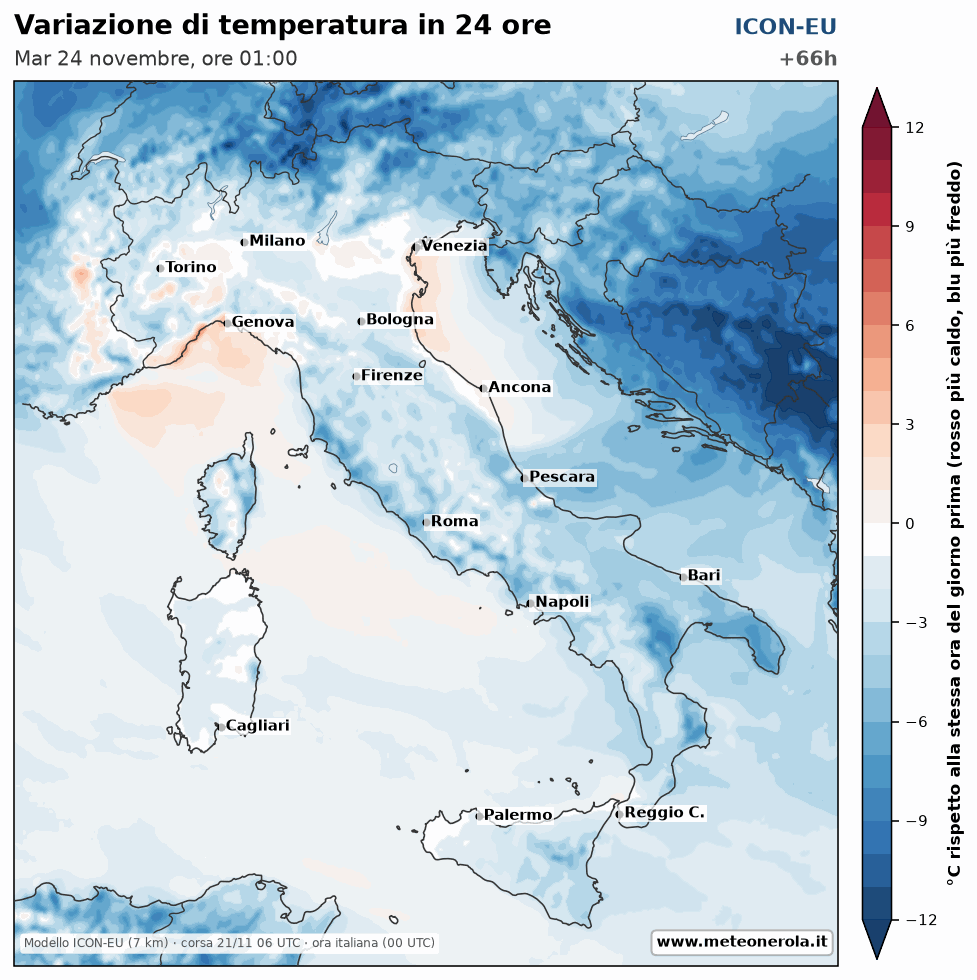 Variazione di temperatura in 24 ore
ICON-EU
Mar 24 novembre, ore 01:00
+66h
Milano
Venezia
Torino
Genova
Bologna
Firenze
Ancona
Pescara
Roma
Bari
Napoli
Cagliari
Palermo
Reggio C.
12
9
6
3
0
−3
−6
−9
−12
°C rispetto alla stessa ora del giorno prima (rosso più caldo, blu più freddo)
Modello ICON-EU (7 km) · corsa 21/11 06 UTC · ora italiana (00 UTC)
www.meteonerola.it